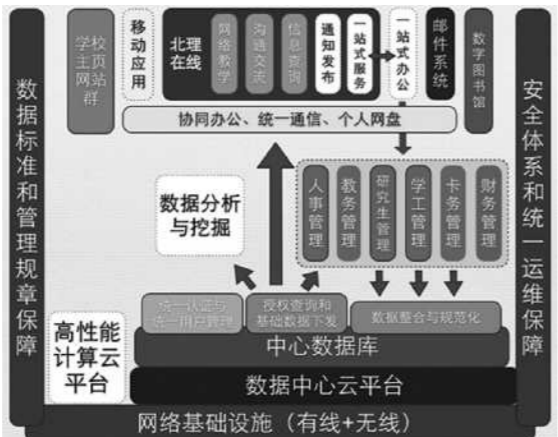 数据标准和管理规章保障
学校
主页
网站
群
移动应用
北理
在线
网络教学
沟通交流
信息查询
通知发布
一站式服务
一站式办公
邮件系统
数字图书馆
安全体系和统一运维保障
协同办公、统一通信、个人网盘
数据分析
与挖掘
人事管理
教务管理
研究生管理
学工管理
卡务管理
财务管理
统一认证与
统一用户管理
授权查询和
基础数据下发
数据整合与规范化
高性能
计算云
平台
中心数据库
数据中心云平台
网络基础设施（有线+无线）